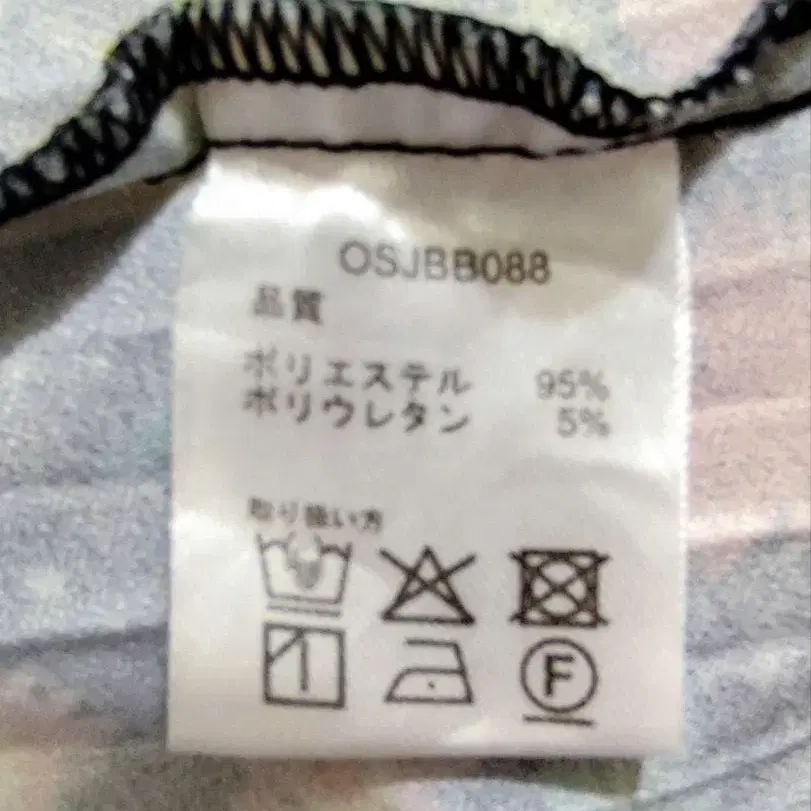 OSJBB088
品質
ポリエステル 95%
ポリウレタン 5%
取り扱い方
F